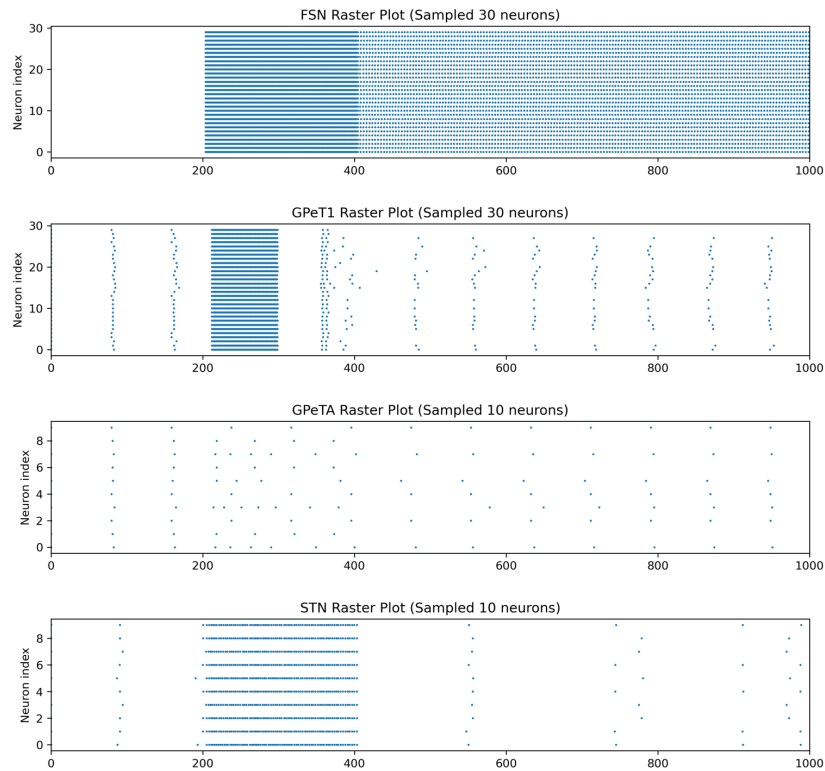 FSN Raster Plot (Sampled 30 neurons)
30
20
10
0
Neuron index
0 200 400 600 800 1000
GPeT1 Raster Plot (Sampled 30 neurons)
30
20
10
0
Neuron index
0 200 400 600 800 1000
GPeTA Raster Plot (Sampled 10 neurons)
8
6
4
2
0
Neuron index
0 200 400 600 800 1000
STN Raster Plot (Sampled 10 neurons)
8
6
4
2
0
Neuron index
0 200 400 600 800 1000